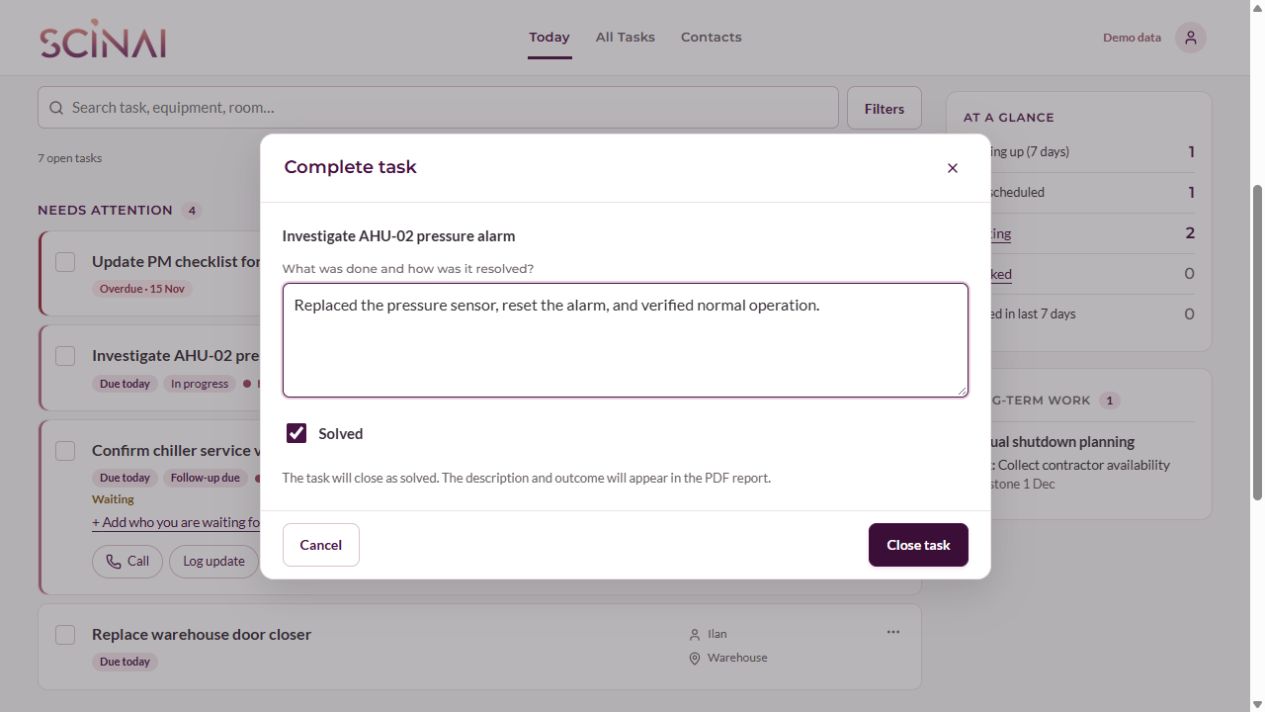 SCINAI
Today
All Tasks
Contacts
Demo data
Search task, equipment, room...
Filters
7 open tasks
NEEDS ATTENTION 4
Update PM checklist for
Overdue · 15 Nov
Investigate AHU-02 pre
Due today
In progress
Confirm chiller service
Due today
Follow-up due
Waiting
+ Add who you are waiting fo
Call
Log update
Replace warehouse door closer
Due today
Ilan
Warehouse
Complete task
Investigate AHU-02 pressure alarm
What was done and how was it resolved?
Replaced the pressure sensor, reset the alarm, and verified normal operation.
Solved
The task will close as solved. The description and outcome will appear in the PDF report.
Cancel
Close task
AT A GLANCE
ing up (7 days) 1
scheduled 1
ting 2
ked 0
ed in last 7 days 0
G-TERM WORK 1
ual shutdown planning
: Collect contractor availability
stone 1 Dec